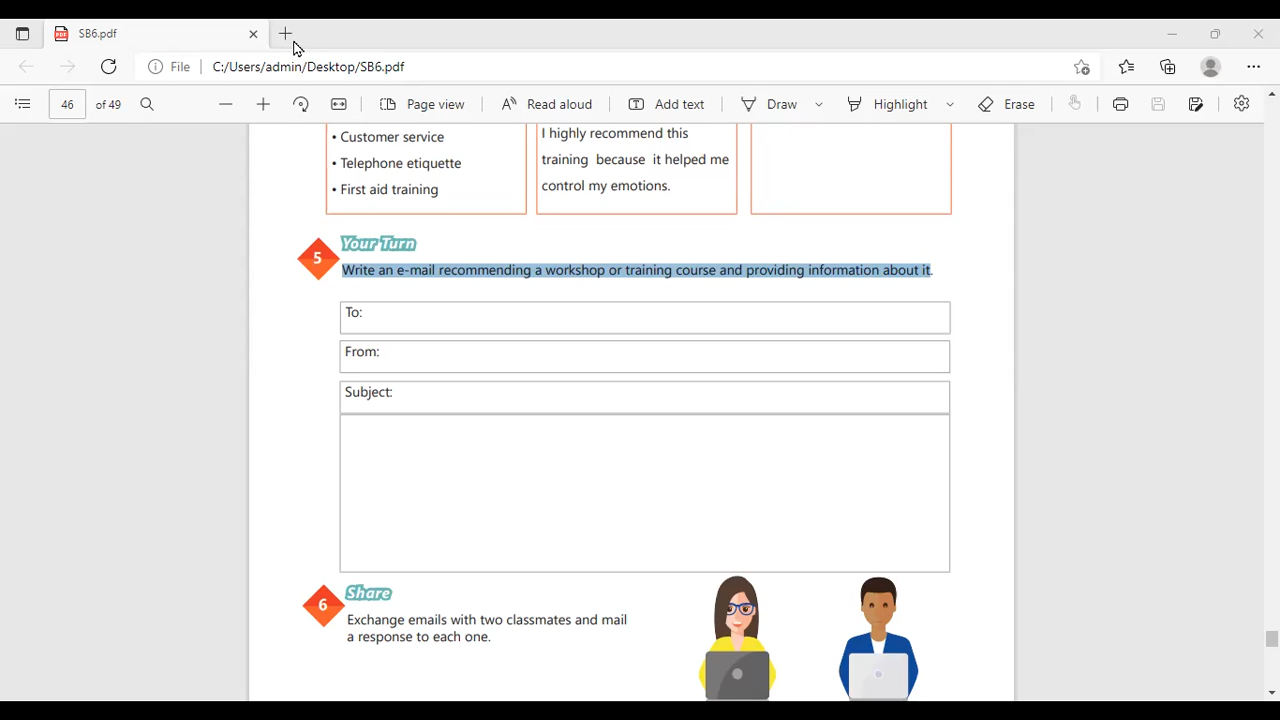 SB6.pdf
File
C:/Users/admin/Desktop/SB6.pdf
46 of 49
Page view
Read aloud
Add text
Draw
Highlight
Erase
• Customer service
• Telephone etiquette
• First aid training
I highly recommend this
training because it helped me
control my emotions.
5
Your Turn
Write an e-mail recommending a workshop or training course and providing information about it.
To:
From:
Subject:
6
Share
Exchange emails with two classmates and mail
a response to each one.